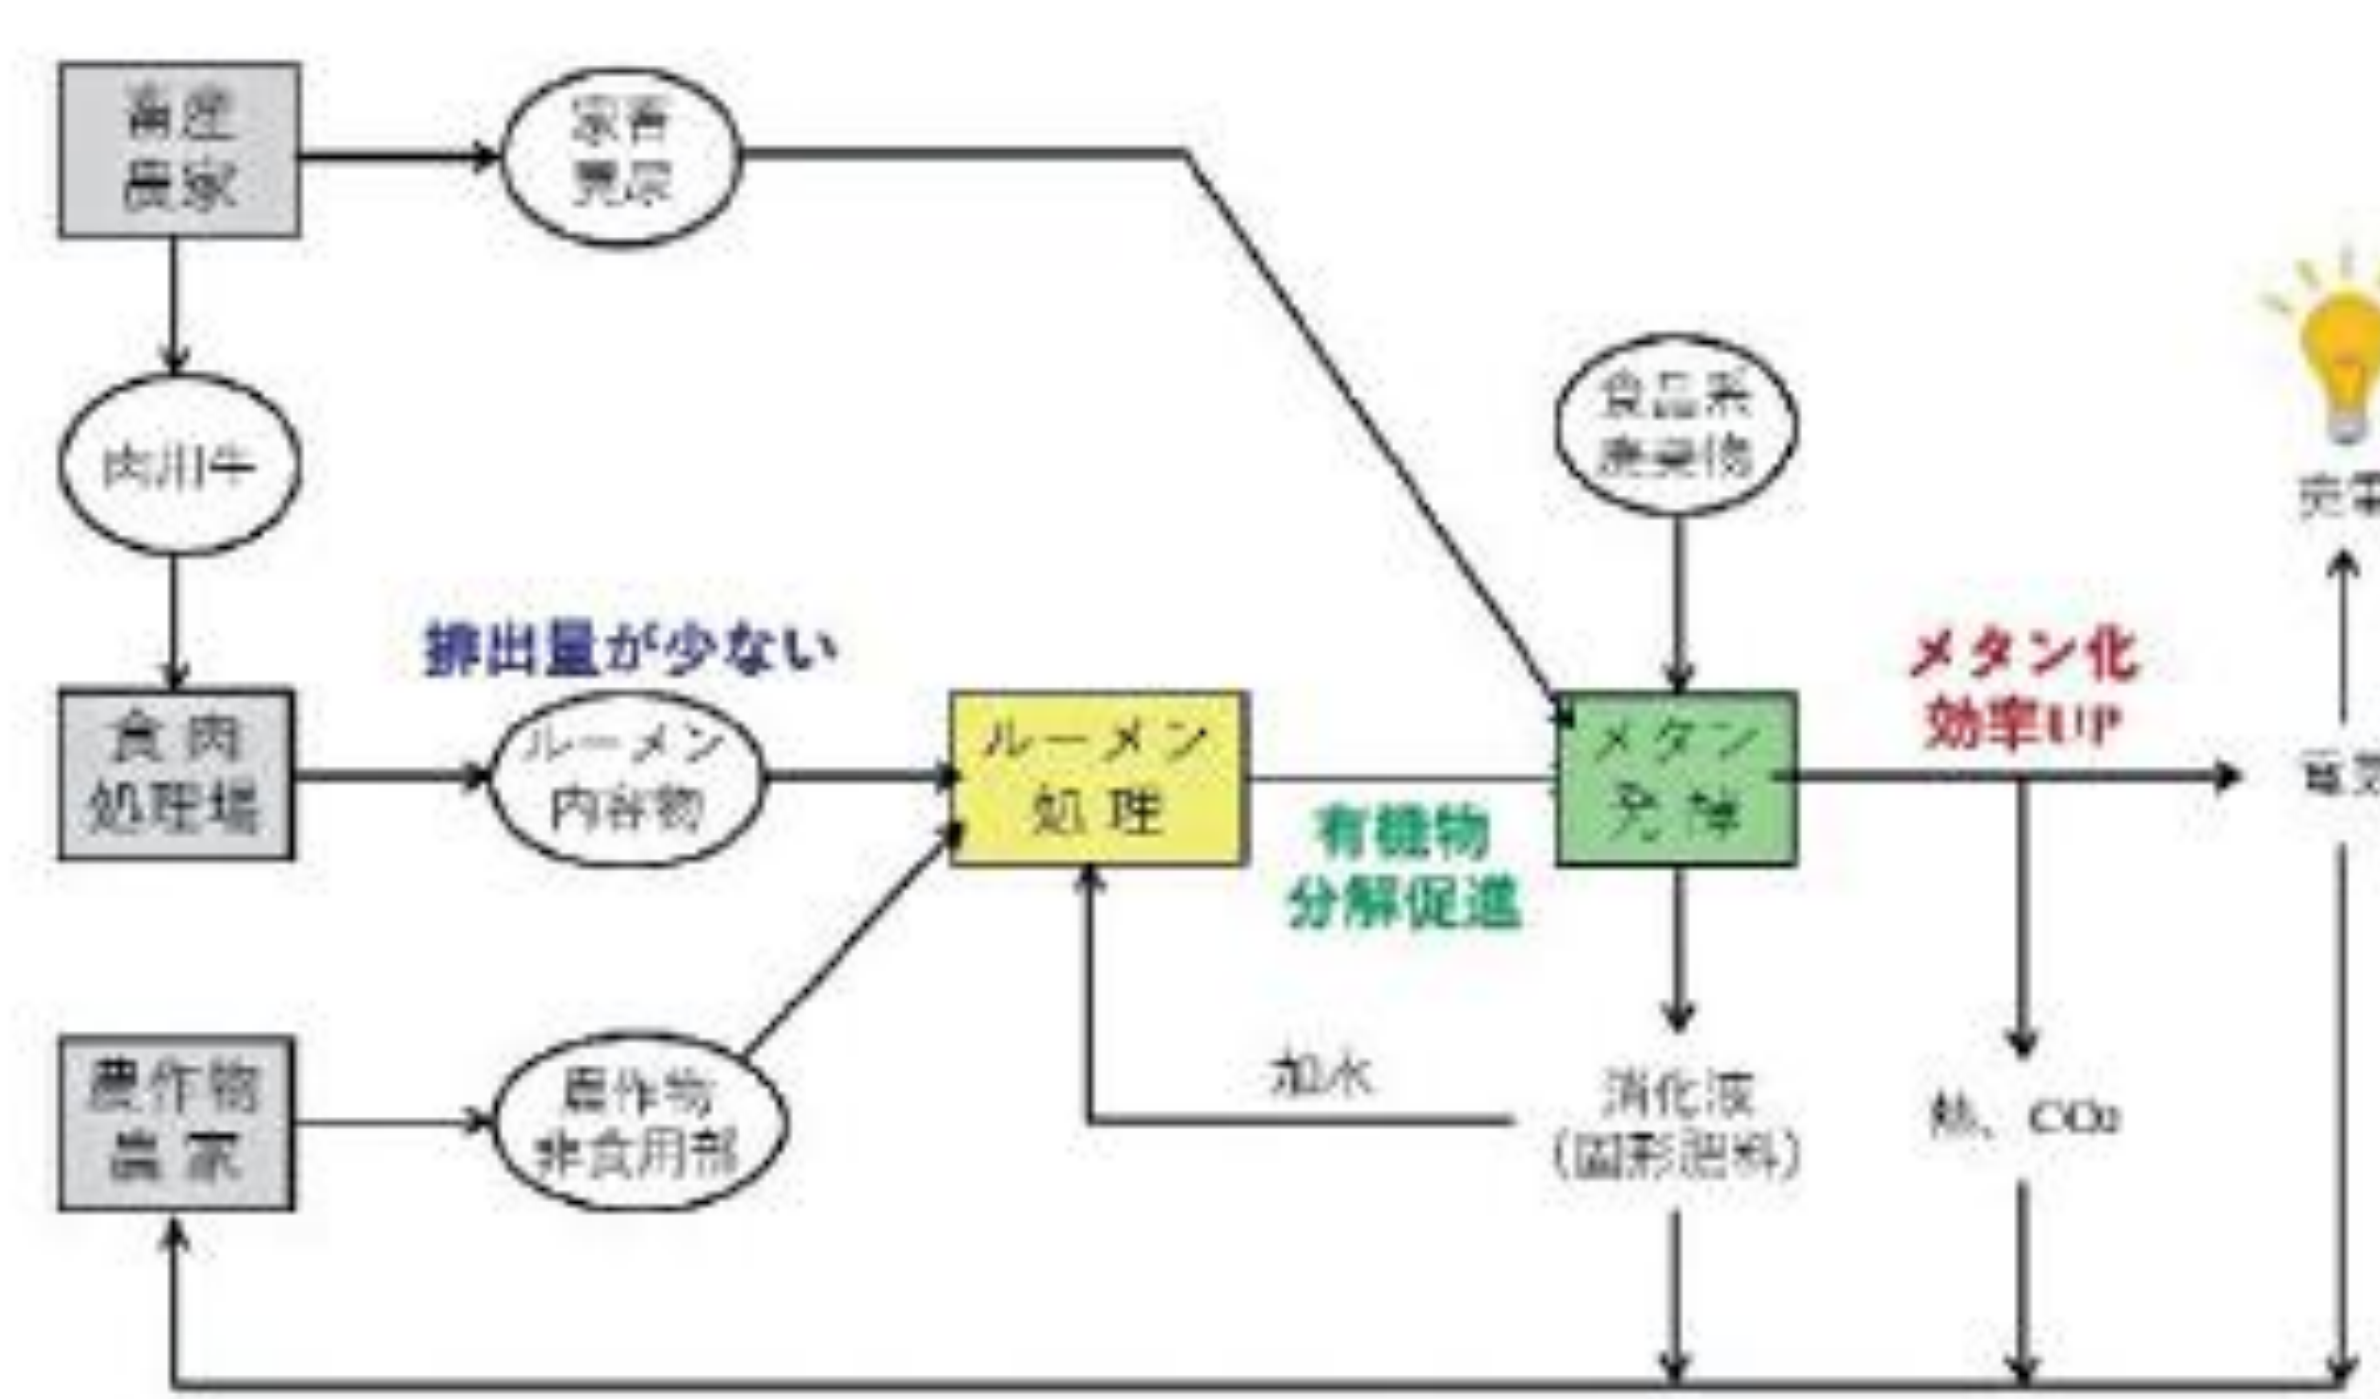 畜産
農家
家畜
糞尿
肉用牛
食品系
廃棄物
排出量が少ない
メタン化
効率UP
食肉
処理場
ルーメン
内容物
ルーメン
処理
メタン
発酵
有機物
分解促進
農作物
農家
農作物
非食用部
加水
消化液
(固形肥料)
熱、CO2